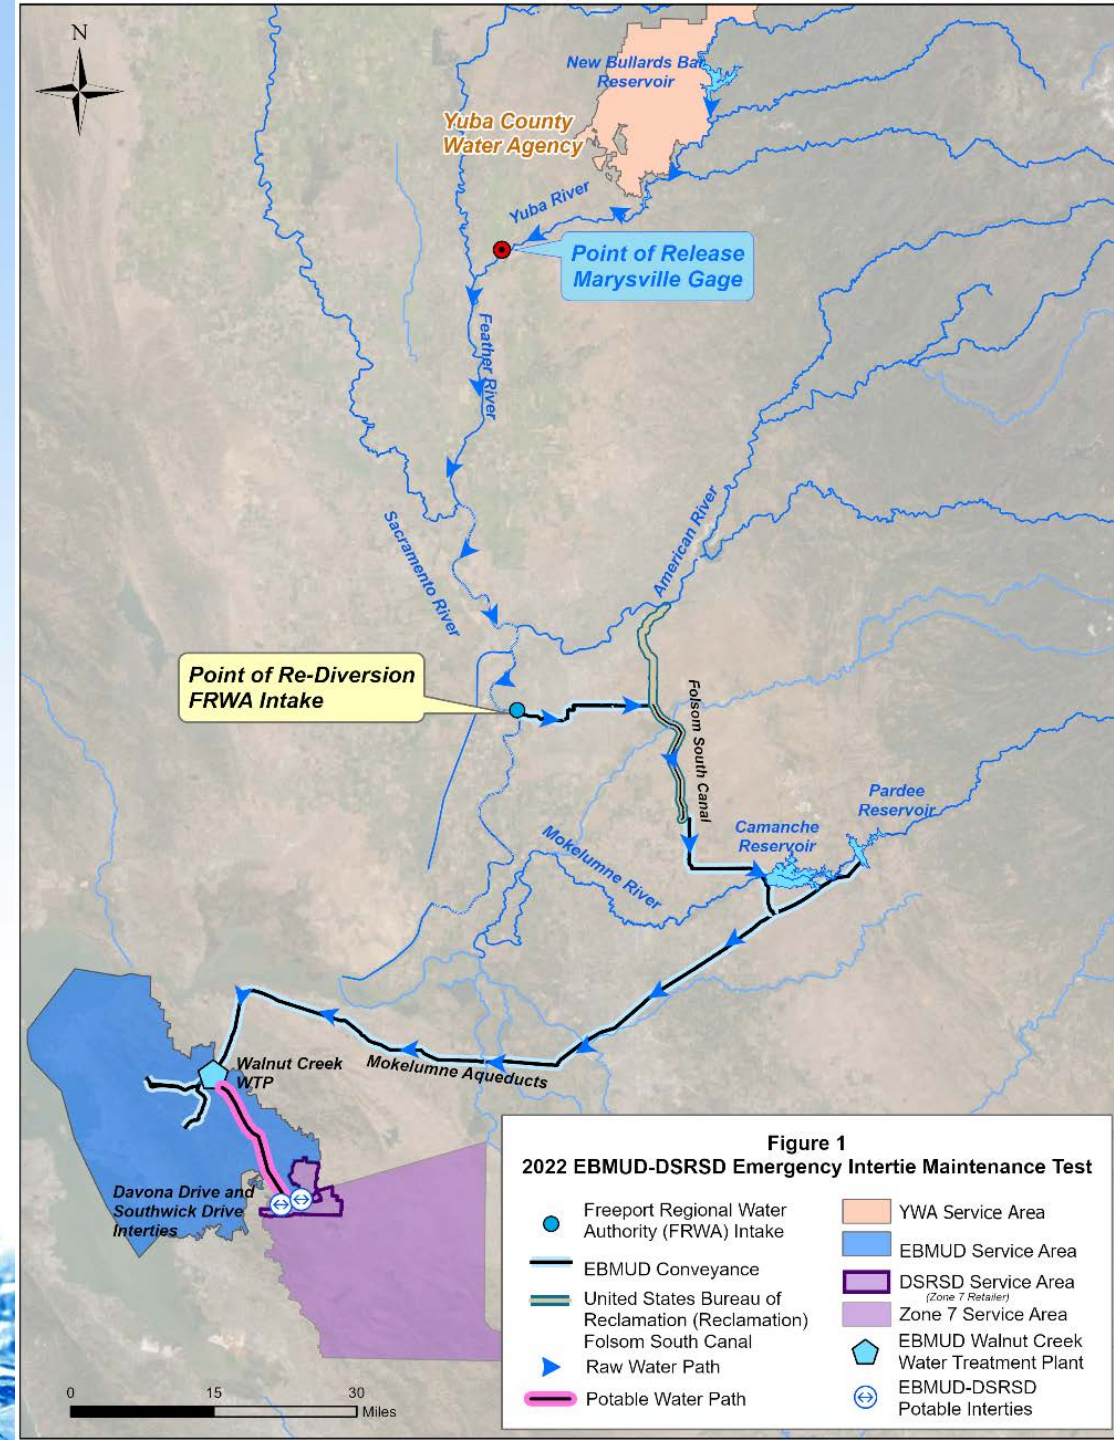 N
New Bullards Bar
Reservoir
Yuba County
Water Agency
Yuba River
Point of Release
Marysville Gage
Feather River
Sacramento River
American River
Point of Re-Diversion
FRWA Intake
Folsom South Canal
Pardee
Reservoir
Camanche
Reservoir
Mokelumne River
Walnut Creek
WTP
Mokelumne Aqueducts
Davona Drive and
Southwick Drive
Interties
0 15 30
Miles
Figure 1
2022 EBMUD-DSRSD Emergency Intertie Maintenance Test
Freeport Regional Water
Authority (FRWA) Intake
EBMUD Conveyance
United States Bureau of
Reclamation (Reclamation)
Folsom South Canal
Raw Water Path
Potable Water Path
YWA Service Area
EBMUD Service Area
DSRSD Service Area
(Zone 7 Retailer)
Zone 7 Service Area
EBMUD Walnut Creek
Water Treatment Plant
EBMUD-DSRSD
Potable Interties